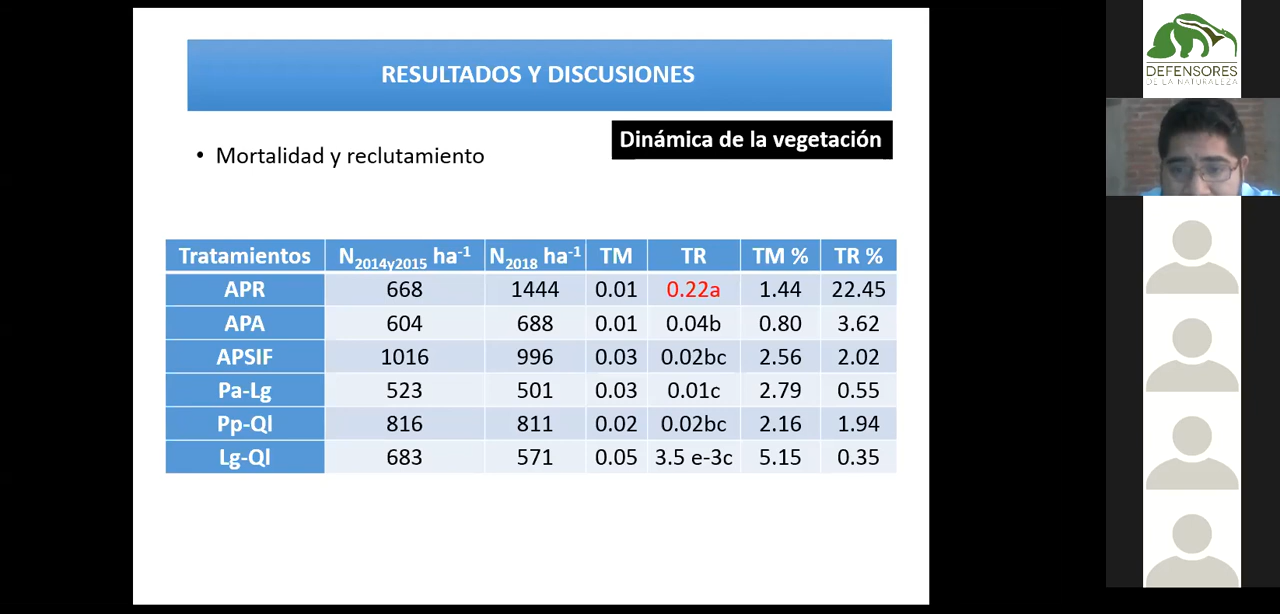 RESULTADOS Y DISCUSIONES
Dinámica de la vegetación
• Mortalidad y reclutamiento
Tratamientos N2014y2015 ha-1 N2018 ha-1 TM TR TM % TR %
APR 668 1444 0.01 0.22a 1.44 22.45
APA 604 688 0.01 0.04b 0.80 3.62
APSIF 1016 996 0.03 0.02bc 2.56 2.02
Pa-Lg 523 501 0.03 0.01c 2.79 0.55
Pp-Ql 816 811 0.02 0.02bc 2.16 1.94
Lg-Ql 683 571 0.05 3.5 e-3c 5.15 0.35
DEFENSORES
DE LA NATURALEZA